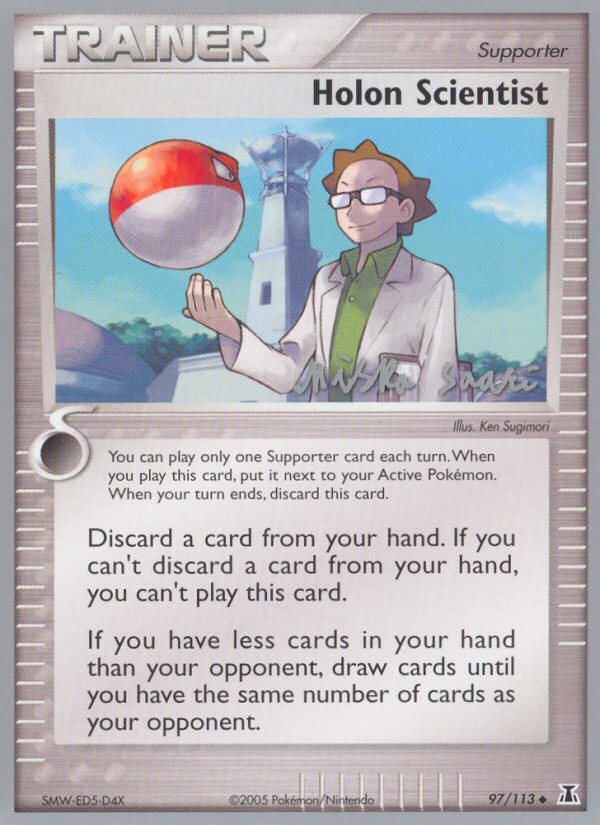 TRAINER
Supporter
Holon Scientist
Miska Saari
Illus. Ken Sugimori
You can play only one Supporter card each turn. When
you play this card, put it next to your Active Pokémon.
When your turn ends, discard this card.
Discard a card from your hand. If you
can't discard a card from your hand,
you can't play this card.
If you have less cards in your hand
than your opponent, draw cards until
you have the same number of cards as
your opponent.
SMW-ED5-D4X
©2005 Pokémon/Nintendo
97/113